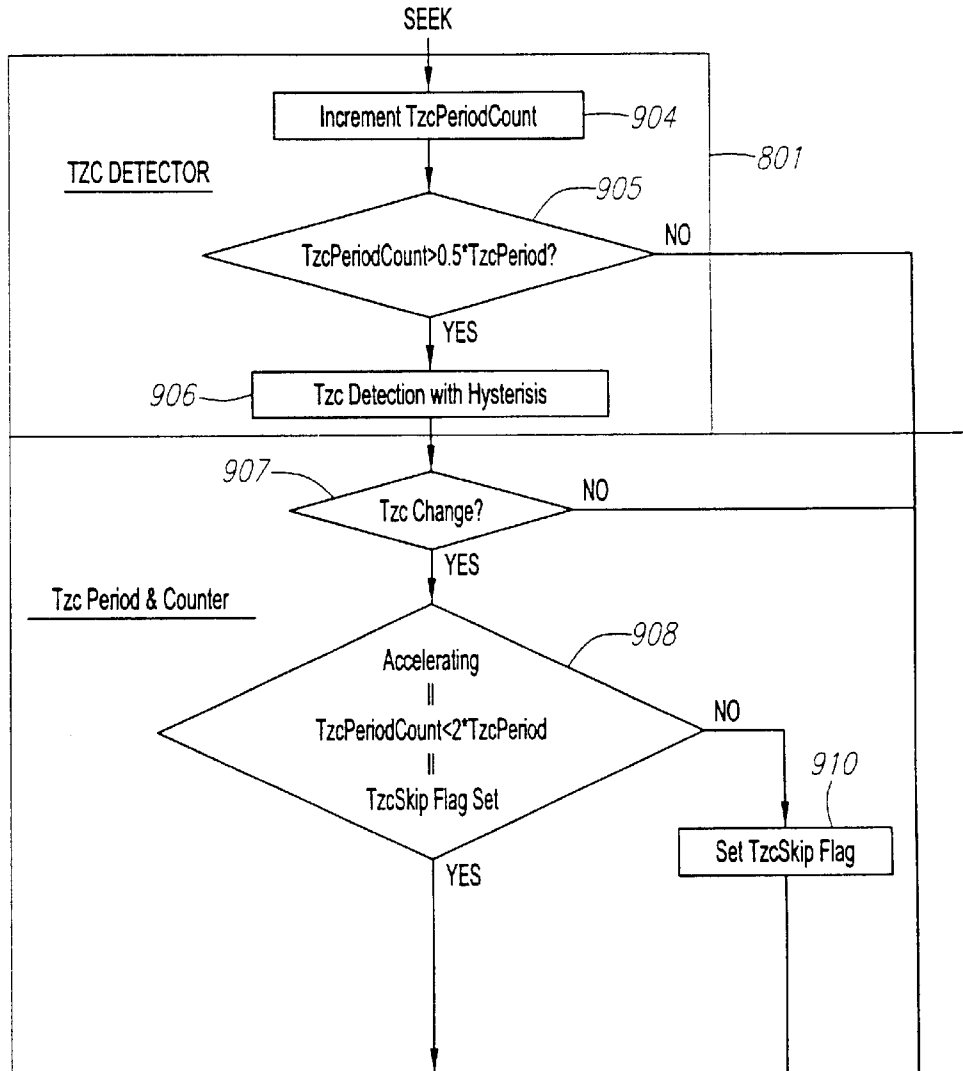 SEEK
Increment TzcPeriodCount
904
TZC DETECTOR
801
905
TzcPeriodCount>0.5*TzcPeriod?
NO
YES
906
Tzc Detection with Hysterisis
907
Tzc Change?
NO
YES
Tzc Period & Counter
908
Accelerating
||
TzcPeriodCount<2*TzcPeriod
||
TzcSkip Flag Set
NO
910
Set TzcSkip Flag
YES